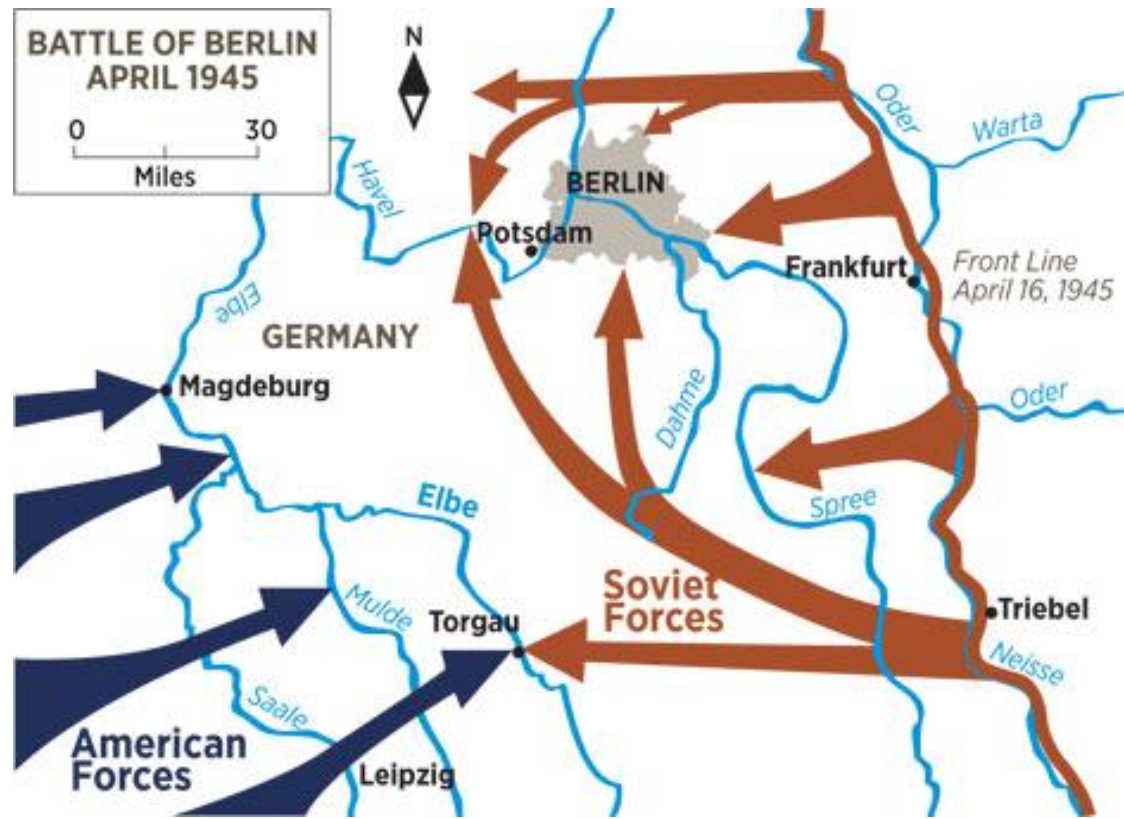 BATTLE OF BERLIN
APRIL 1945
0 30
Miles
N
Oder
Warta
Havel
BERLIN
Potsdam
Frankfurt
Front Line
April 16, 1945
Elbe
GERMANY
Magdeburg
Dahme
Oder
Elbe
Spree
Soviet
Forces
Mulde
Torgau
Triebel
Neisse
Saale
American
Forces
Leipzig